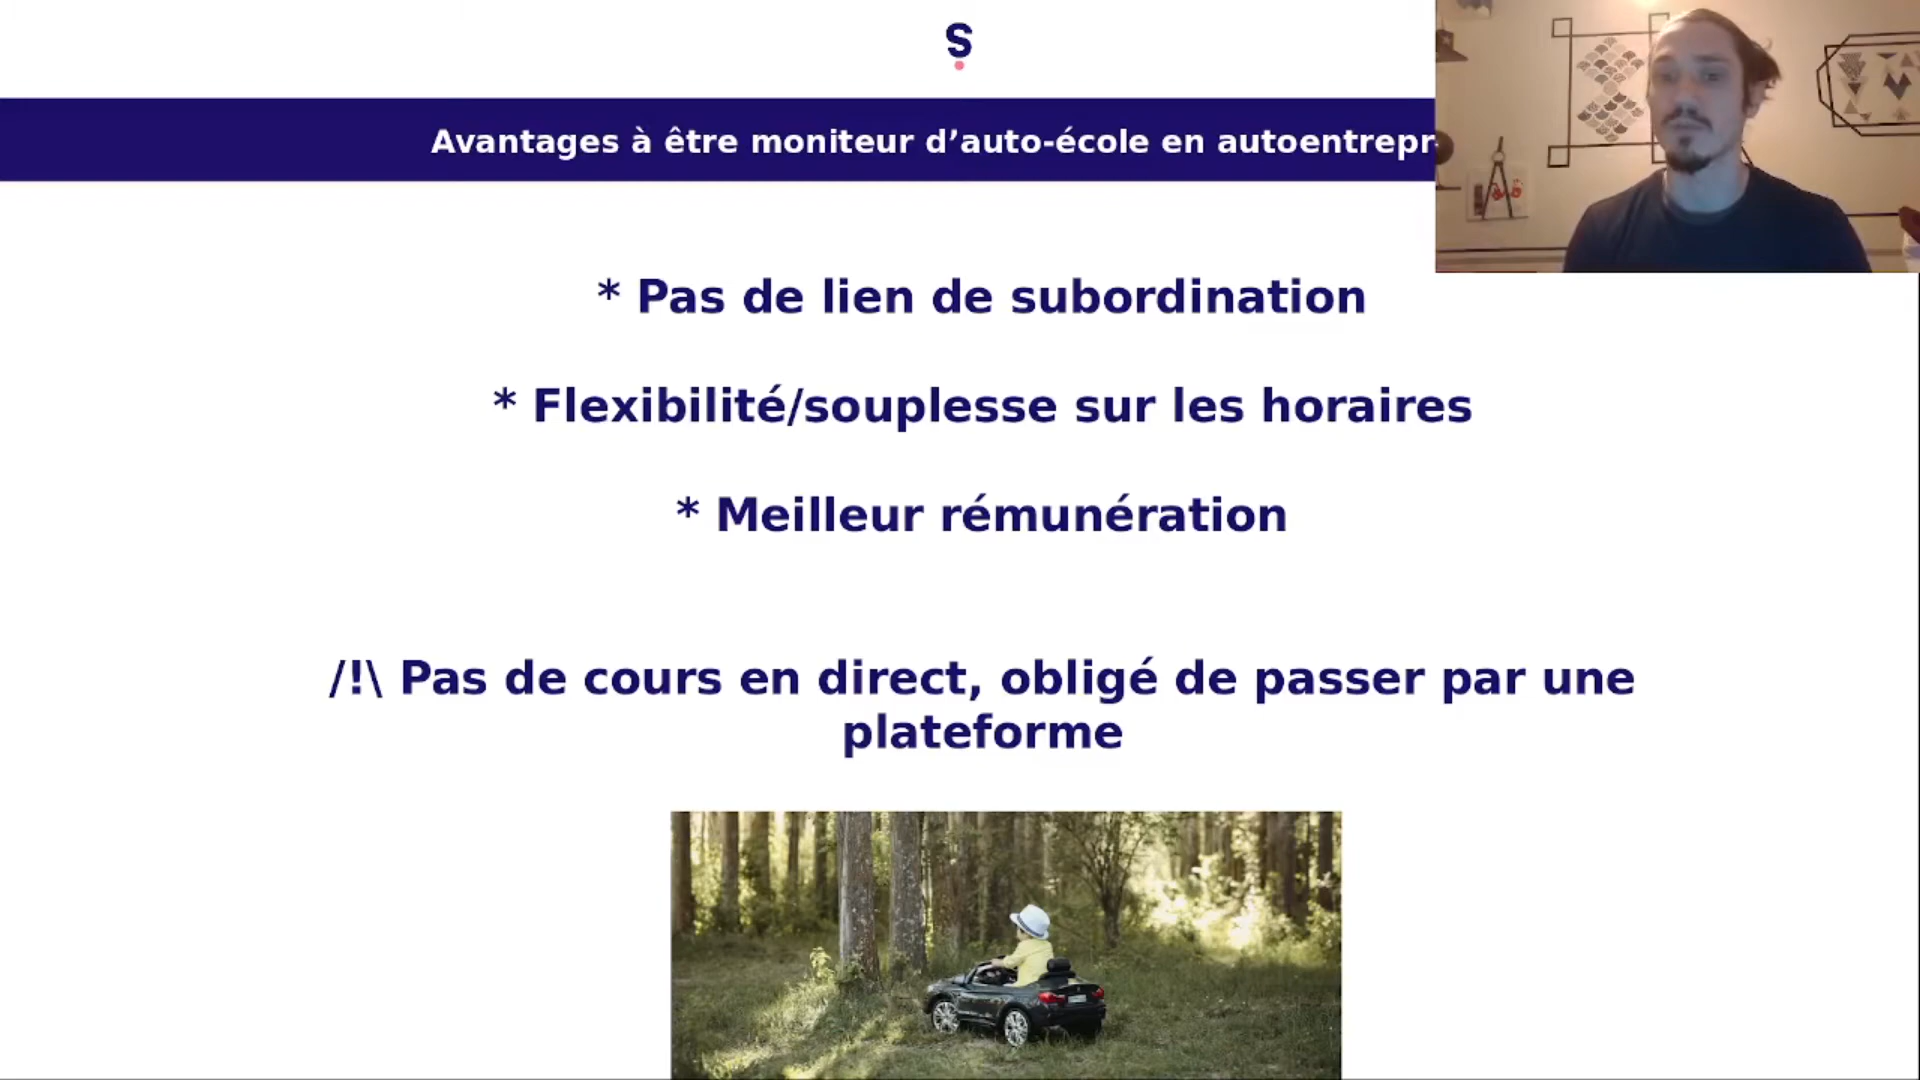 S
Avantages à être moniteur d’auto-école en autoentrepr
* Pas de lien de subordination
* Flexibilité/souplesse sur les horaires
* Meilleur rémunération
/!\ Pas de cours en direct, obligé de passer par une
plateforme